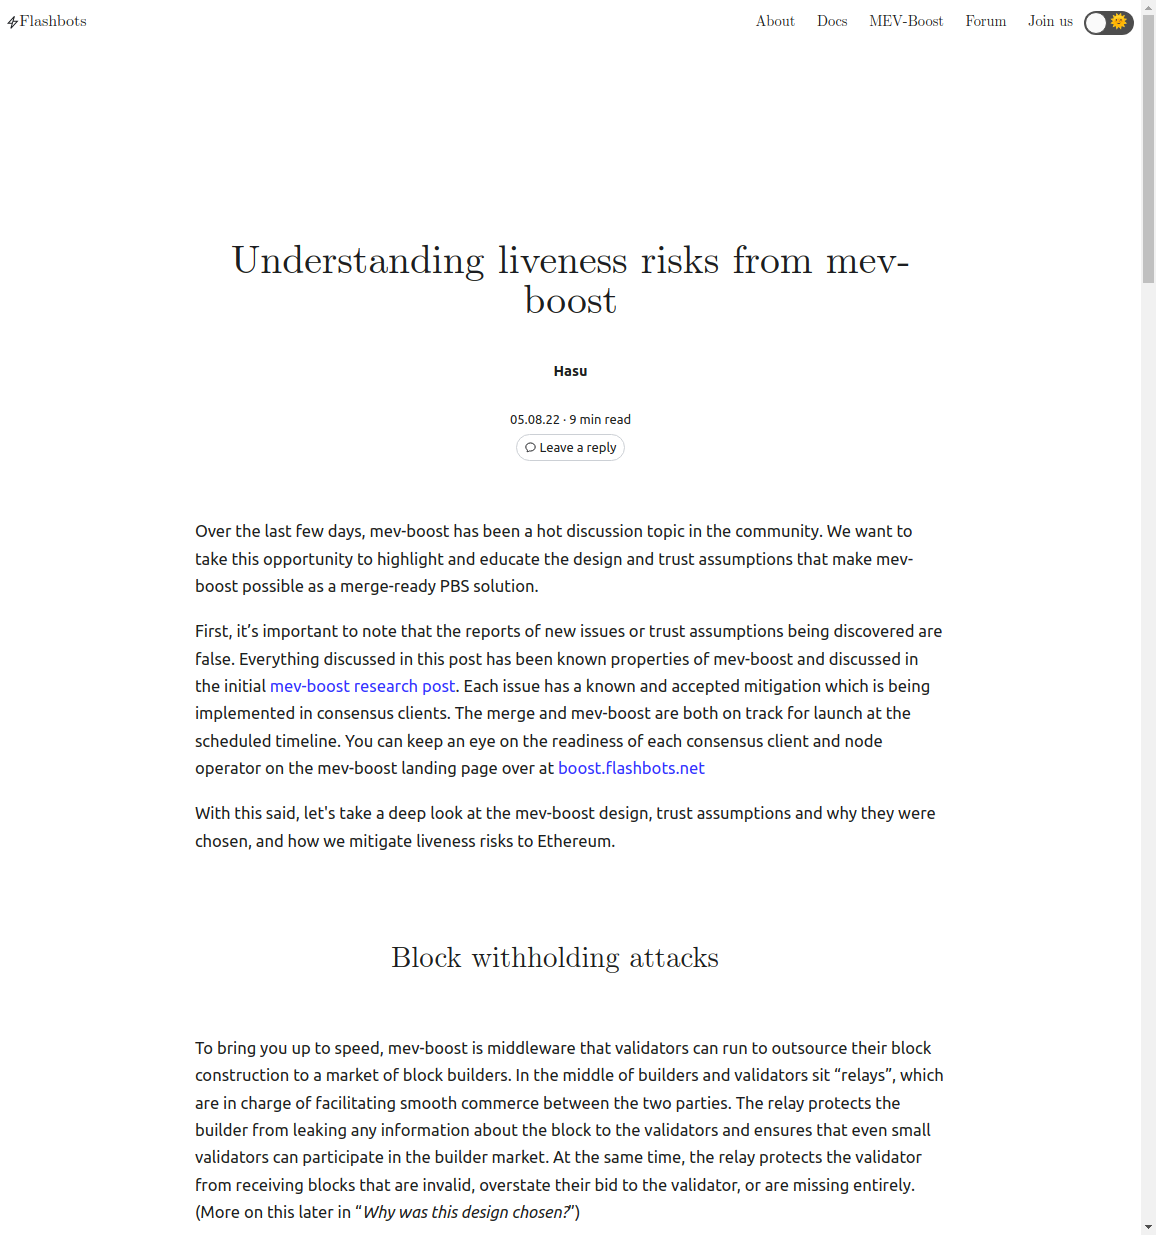 Flashbots
About Docs MEV-Boost Forum Join us
Understanding liveness risks from mev-
boost
Hasu
05.08.22 · 9 min read
Leave a reply
Over the last few days, mev-boost has been a hot discussion topic in the community. We want to
take this opportunity to highlight and educate the design and trust assumptions that make mev-
boost possible as a merge-ready PBS solution.
First, it’s important to note that the reports of new issues or trust assumptions being discovered are
false. Everything discussed in this post has been known properties of mev-boost and discussed in
the initial mev-boost research post. Each issue has a known and accepted mitigation which is being
implemented in consensus clients. The merge and mev-boost are both on track for launch at the
scheduled timeline. You can keep an eye on the readiness of each consensus client and node
operator on the mev-boost landing page over at boost.flashbots.net
With this said, let's take a deep look at the mev-boost design, trust assumptions and why they were
chosen, and how we mitigate liveness risks to Ethereum.
Block withholding attacks
To bring you up to speed, mev-boost is middleware that validators can run to outsource their block
construction to a market of block builders. In the middle of builders and validators sit “relays”, which
are in charge of facilitating smooth commerce between the two parties. The relay protects the
builder from leaking any information about the block to the validators and ensures that even small
validators can participate in the builder market. At the same time, the relay protects the validator
from receiving blocks that are invalid, overstate their bid to the validator, or are missing entirely.
(More on this later in “Why was this design chosen?”)